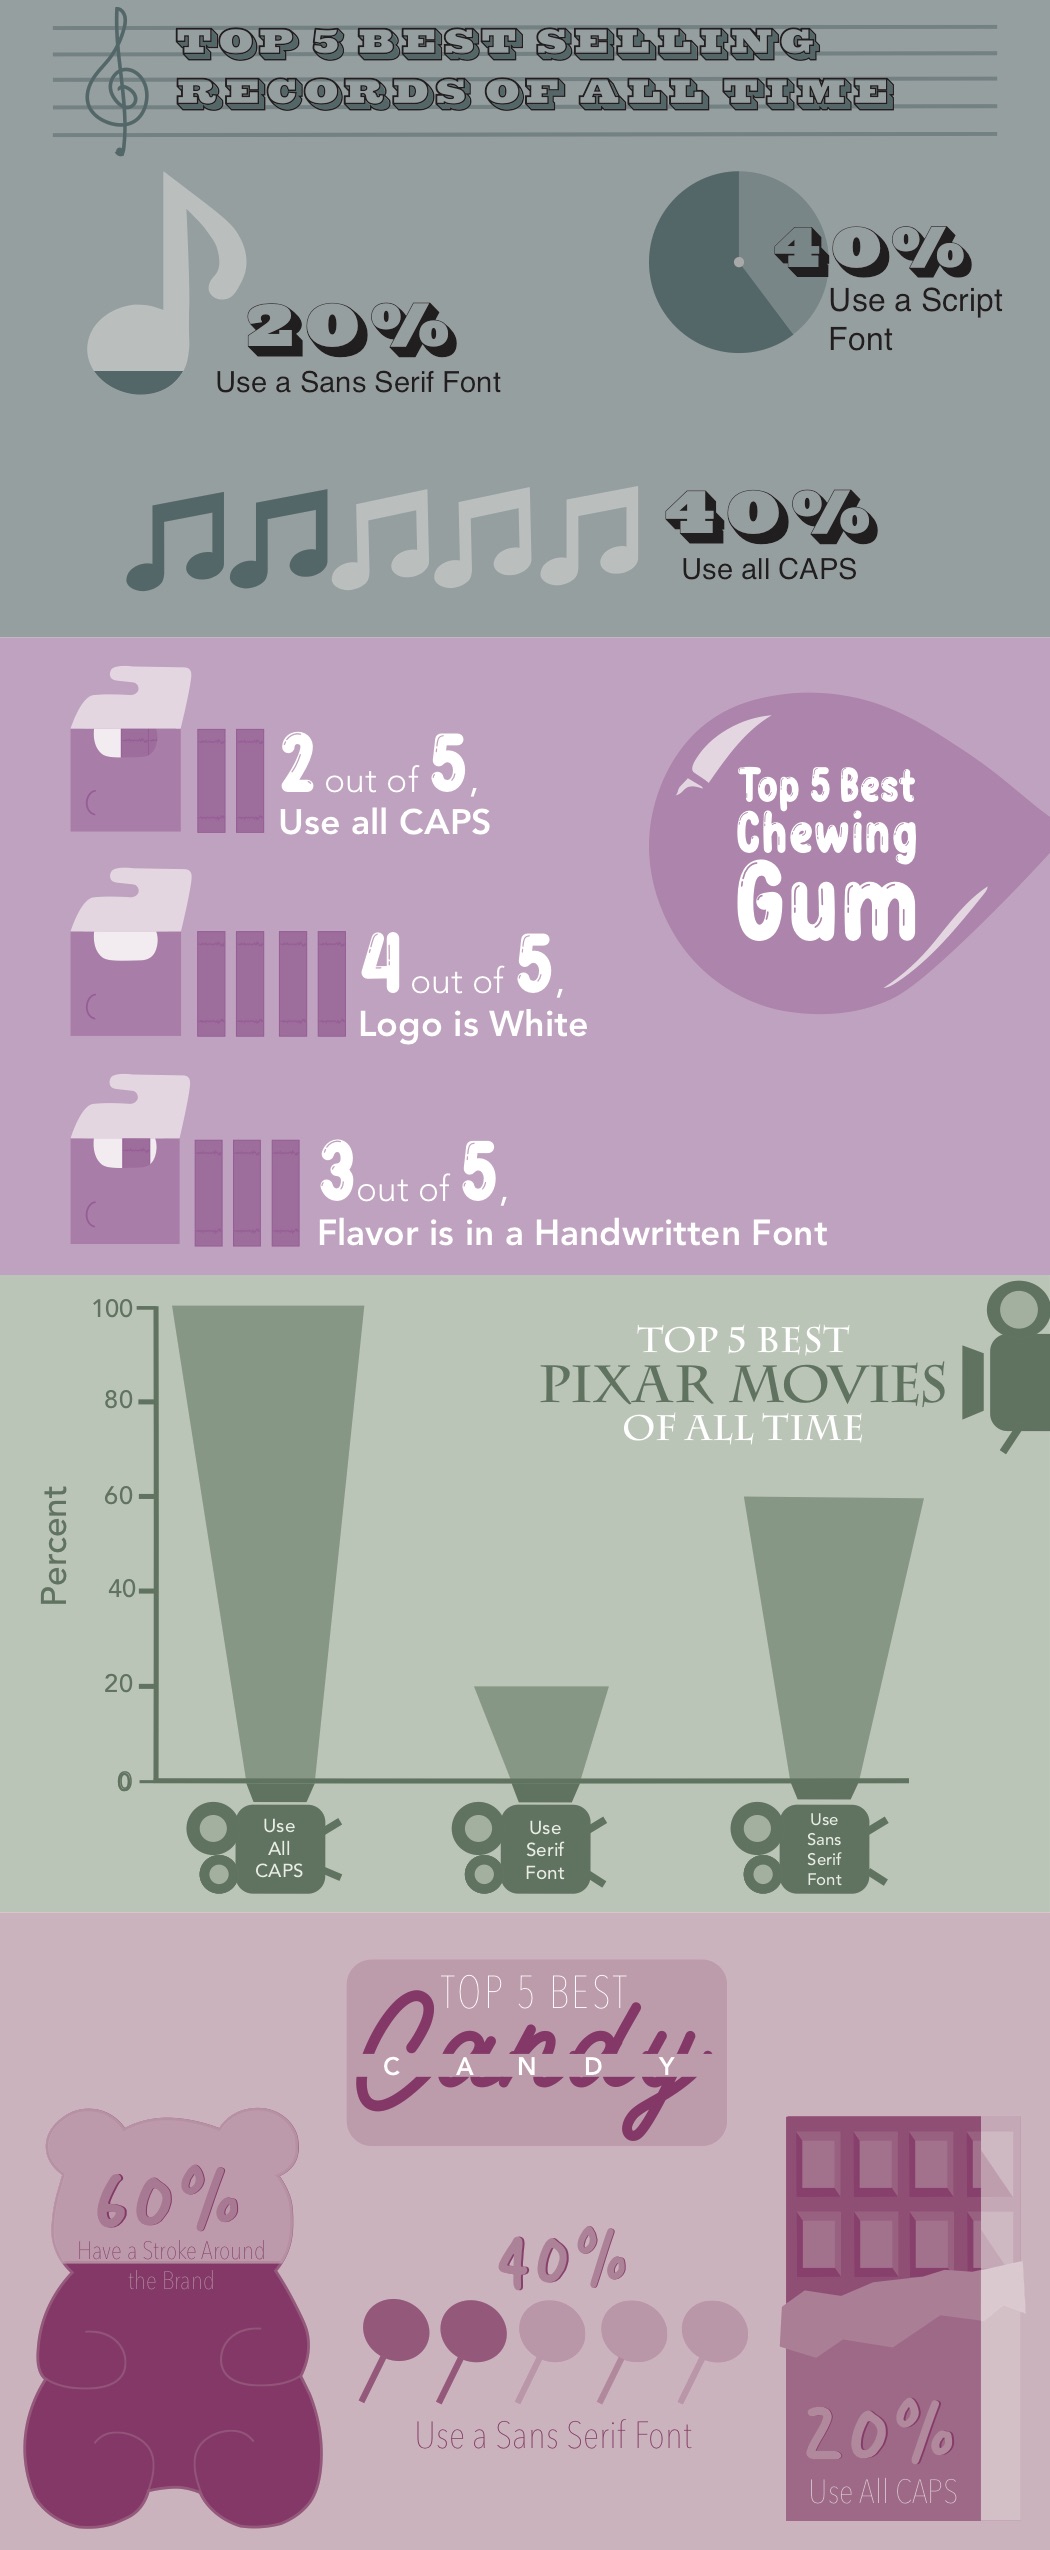 TOP 5 BEST SELLING
RECORDS OF ALL TIME
20%
Use a Sans Serif Font
40%
Use a Script
Font
40%
Use all CAPS
2 out of 5,
Use all CAPS
Top 5 Best
Chewing
Gum
4 out of 5,
Logo is White
3 out of 5,
Flavor is in a Handwritten Font
TOP 5 BEST
PIXAR MOVIES
OF ALL TIME
Percent
100
80
60
40
20
0
Use
All
CAPS
Use
Serif
Font
Use
Sans
Serif
Font
TOP 5 BEST
Candy
C A N D Y
60%
Have a Stroke Around
the Brand
40%
Use a Sans Serif Font
20%
Use All CAPS